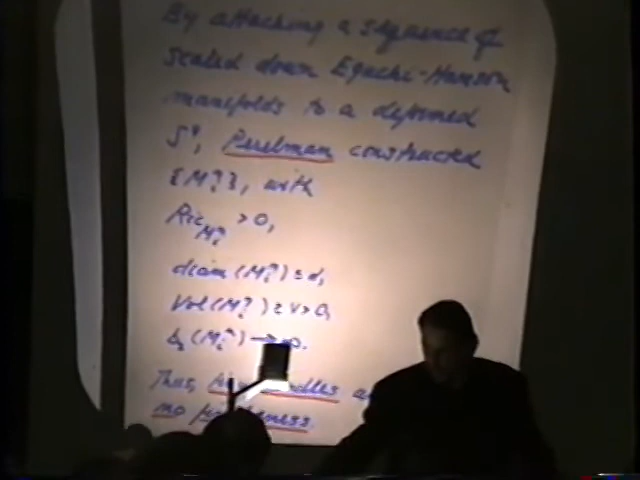 By attaching a sequence of
scaled down Eguchi-Hanson
manifolds to a deformed
S⁴, Perelman constructed
{Mᵢ⁴}, with
Ric_Mᵢ⁴ > 0,
diam(Mᵢ⁴) ≤ d,
Vol(Mᵢ⁴) ≥ v > 0,
b₂(Mᵢ⁴) → ∞.
Thus,
no